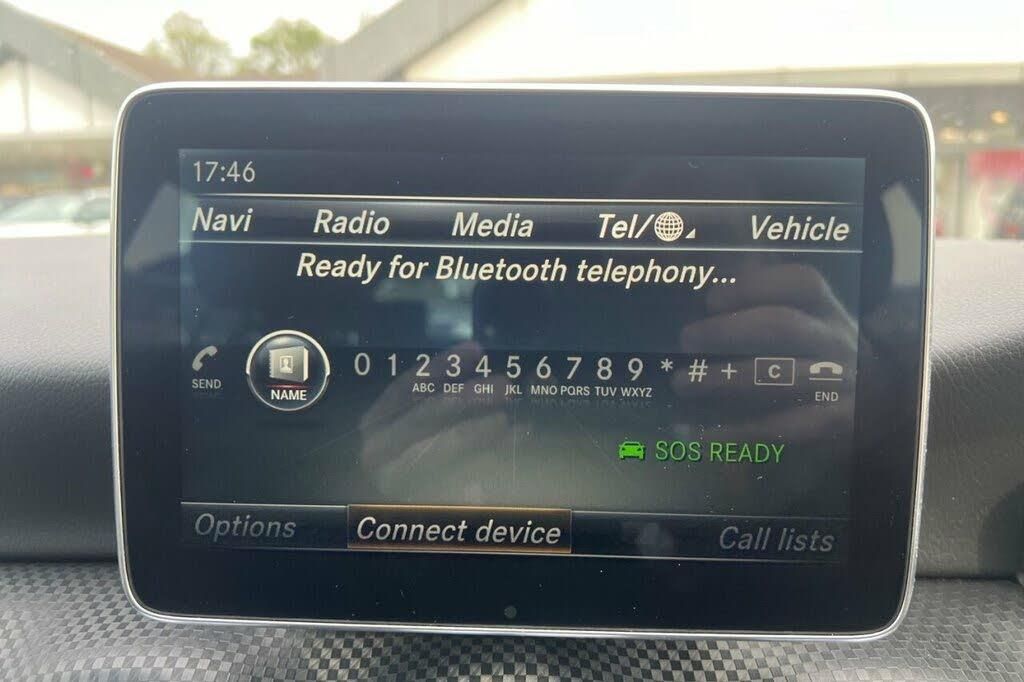 17:46
Navi Radio Media Tel/ Vehicle
Ready for Bluetooth telephony...
0 1 2 3 4 5 6 7 8 9 * # + C
SEND NAME ABC DEF GHI JKL MNO PQRS TUV WXYZ END
SOS READY
Options Connect device Call lists